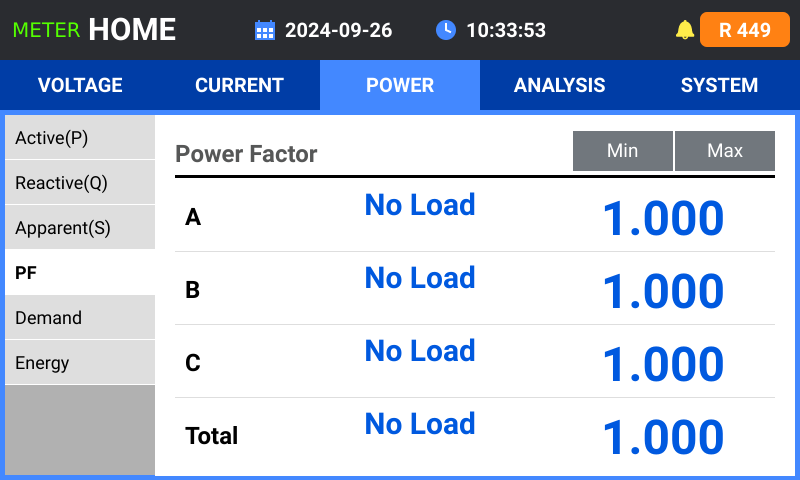 METER HOME 2024-09-26 10:33:53 R 449
VOLTAGE CURRENT POWER ANALYSIS SYSTEM
Active(P)
Reactive(Q)
Apparent(S)
PF
Demand
Energy
Power Factor Min Max
A No Load 1.000
B No Load 1.000
C No Load 1.000
Total No Load 1.000